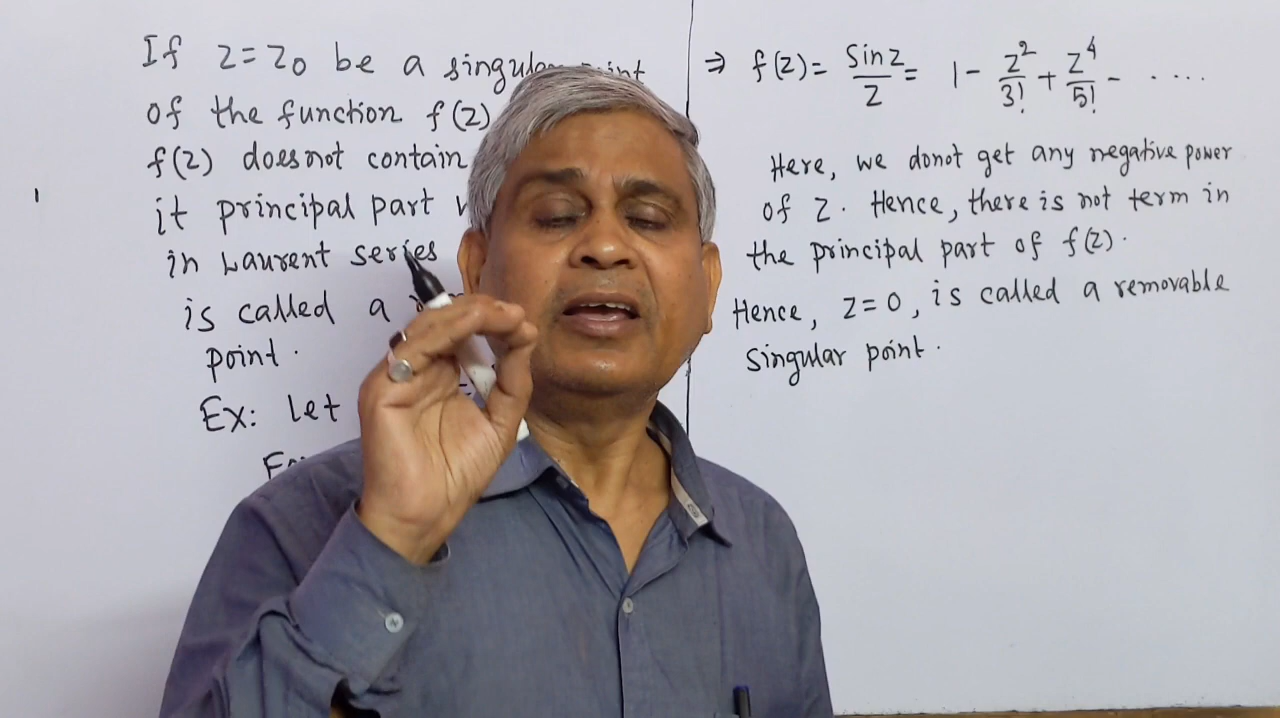 If z=z₀ be a singular point
of the function f(z)
f(z) doesnot contain
it principal part
in Laurent series
is called a
point.
Ex: Let
⇒ f(z)= Sinz/z = 1 - z²/3! + z⁴/5! - .....
Here, we donot get any negative power
of z. Hence, there is not term in
the principal part of f(z).
Hence, z=0, is called a removable
singular point.